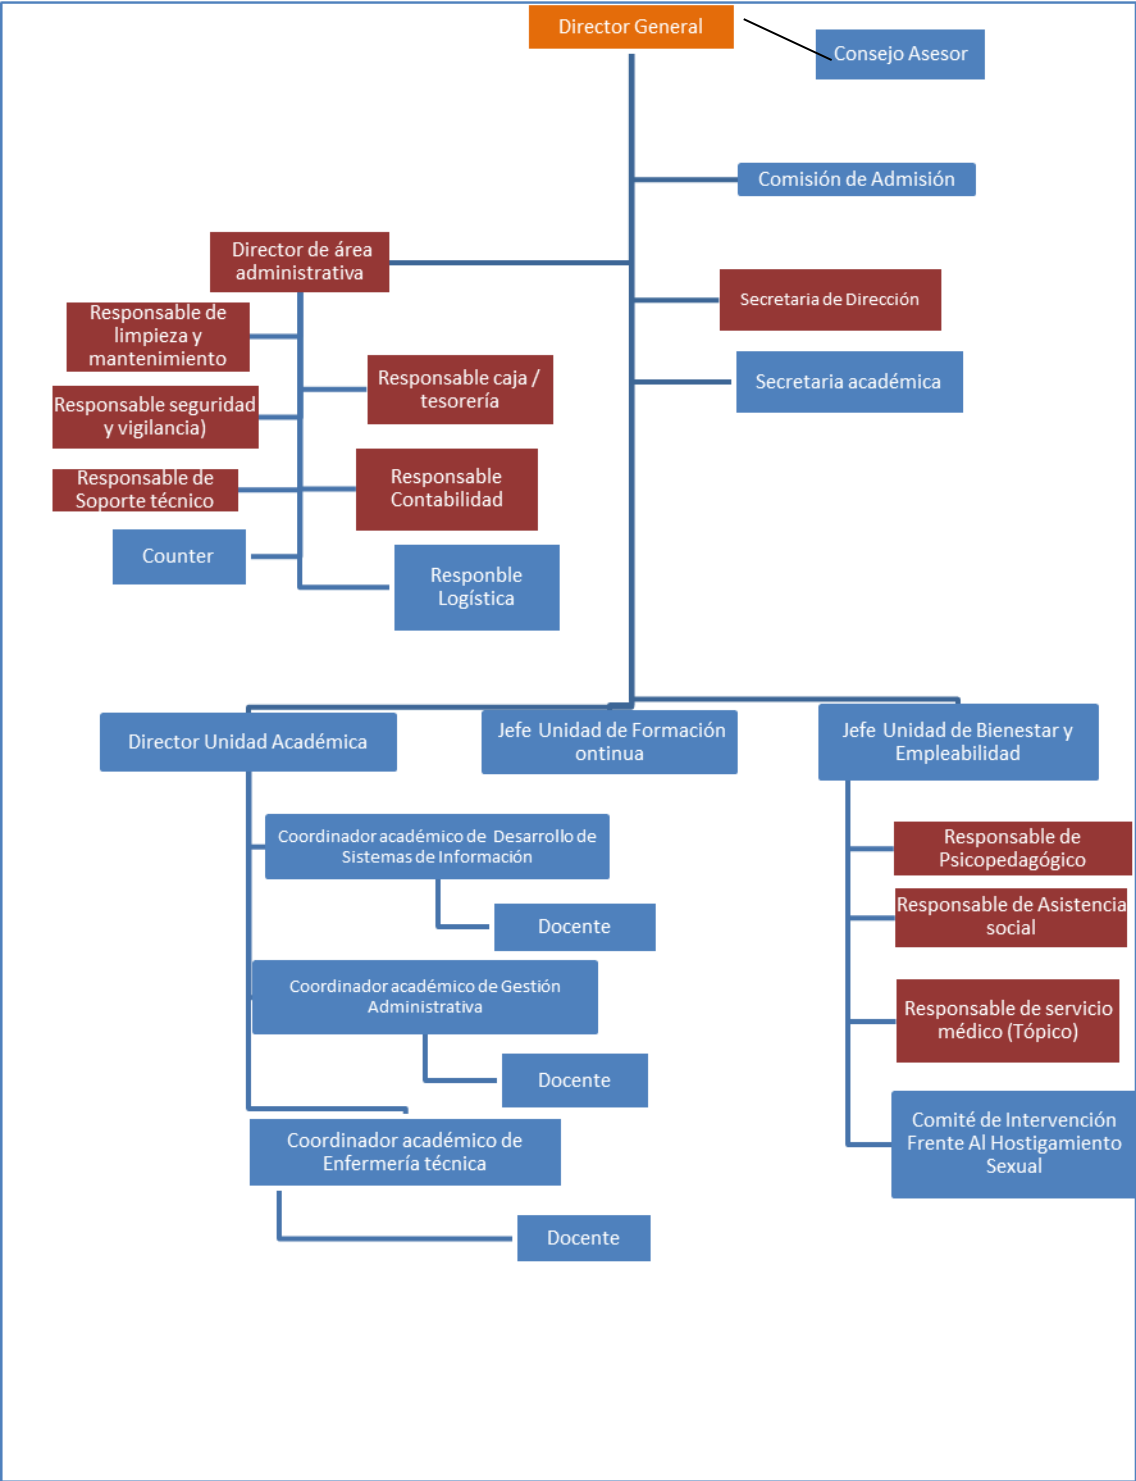 Director General
Consejo Asesor
Comisión de Admisión
Director de área
administrativa
Secretaria de Dirección
Responsable de
limpieza y
mantenimiento
Responsable caja /
tesorería
Secretaria académica
Responsable seguridad
y vigilancia)
Responsable
Contabilidad
Responsable de
Soporte técnico
Counter
Responble
Logística
Director Unidad Académica
Jefe Unidad de Formación
ontinua
Jefe Unidad de Bienestar y
Empleabilidad
Coordinador académico de Desarrollo de
Sistemas de Información
Docente
Coordinador académico de Gestión
Administrativa
Docente
Coordinador académico de
Enfermería técnica
Docente
Responsable de
Psicopedagógico
Responsable de Asistencia
social
Responsable de servicio
médico (Tópico)
Comité de Intervención
Frente Al Hostigamiento
Sexual